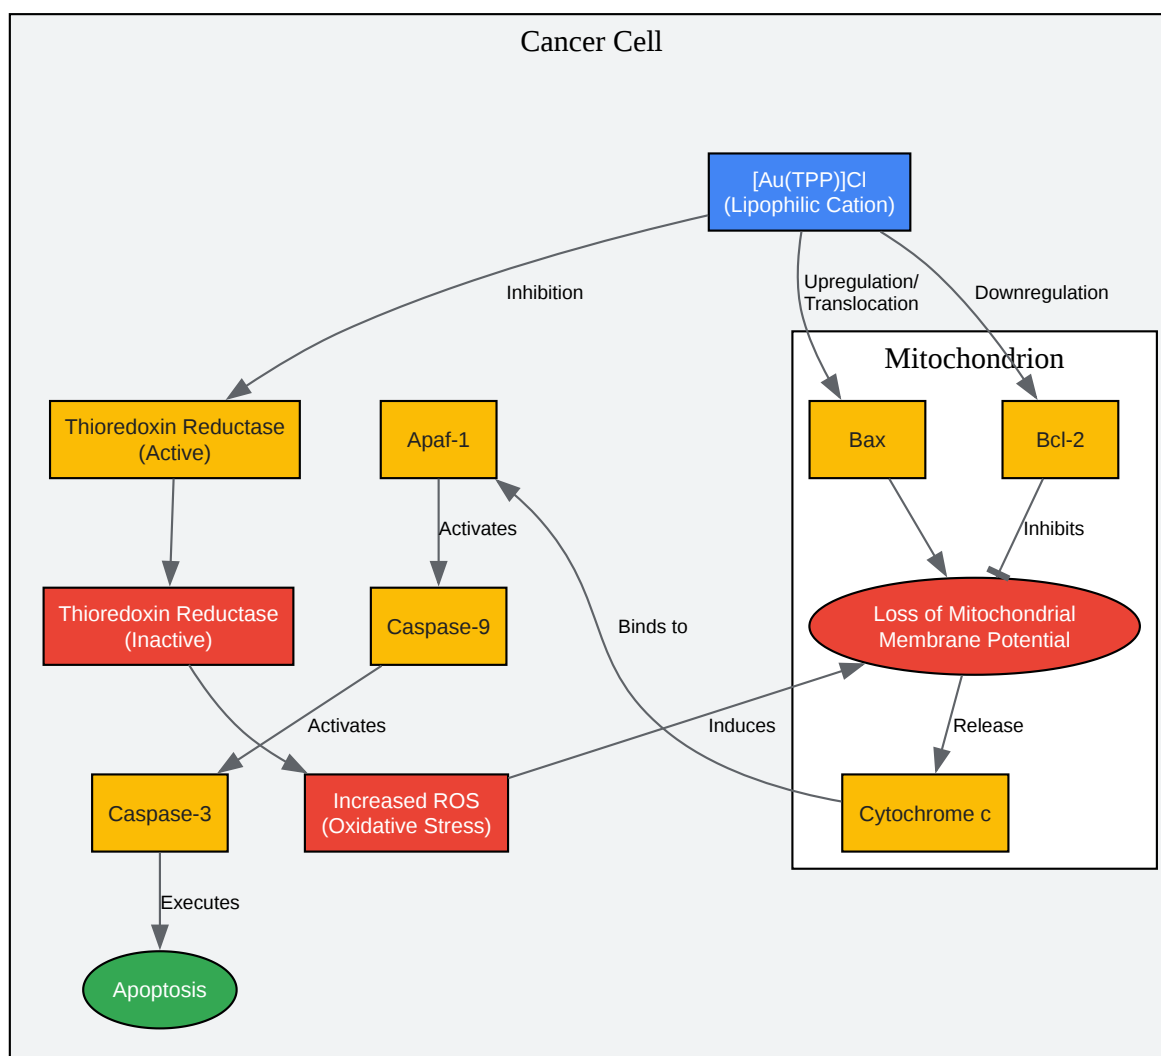 Cancer Cell
[Au(TPP)]Cl
(Lipophilic Cation)
Inhibition
Upregulation/
Translocation
Downregulation
Mitochondrion
Thioredoxin Reductase
(Active)
Apaf-1
Bax
Bcl-2
Activates
Inhibits
Thioredoxin Reductase
(Inactive)
Caspase-9
Binds to
Loss of Mitochondrial
Membrane Potential
Activates
Induces
Release
Caspase-3
Increased ROS
(Oxidative Stress)
Cytochrome c
Executes
Apoptosis